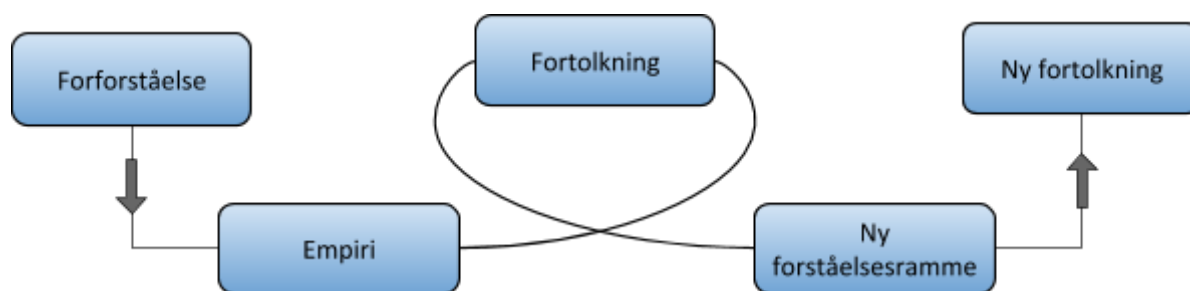 Forforståelse
Fortolkning
Ny fortolkning
Empiri
Ny
forståelsesramme